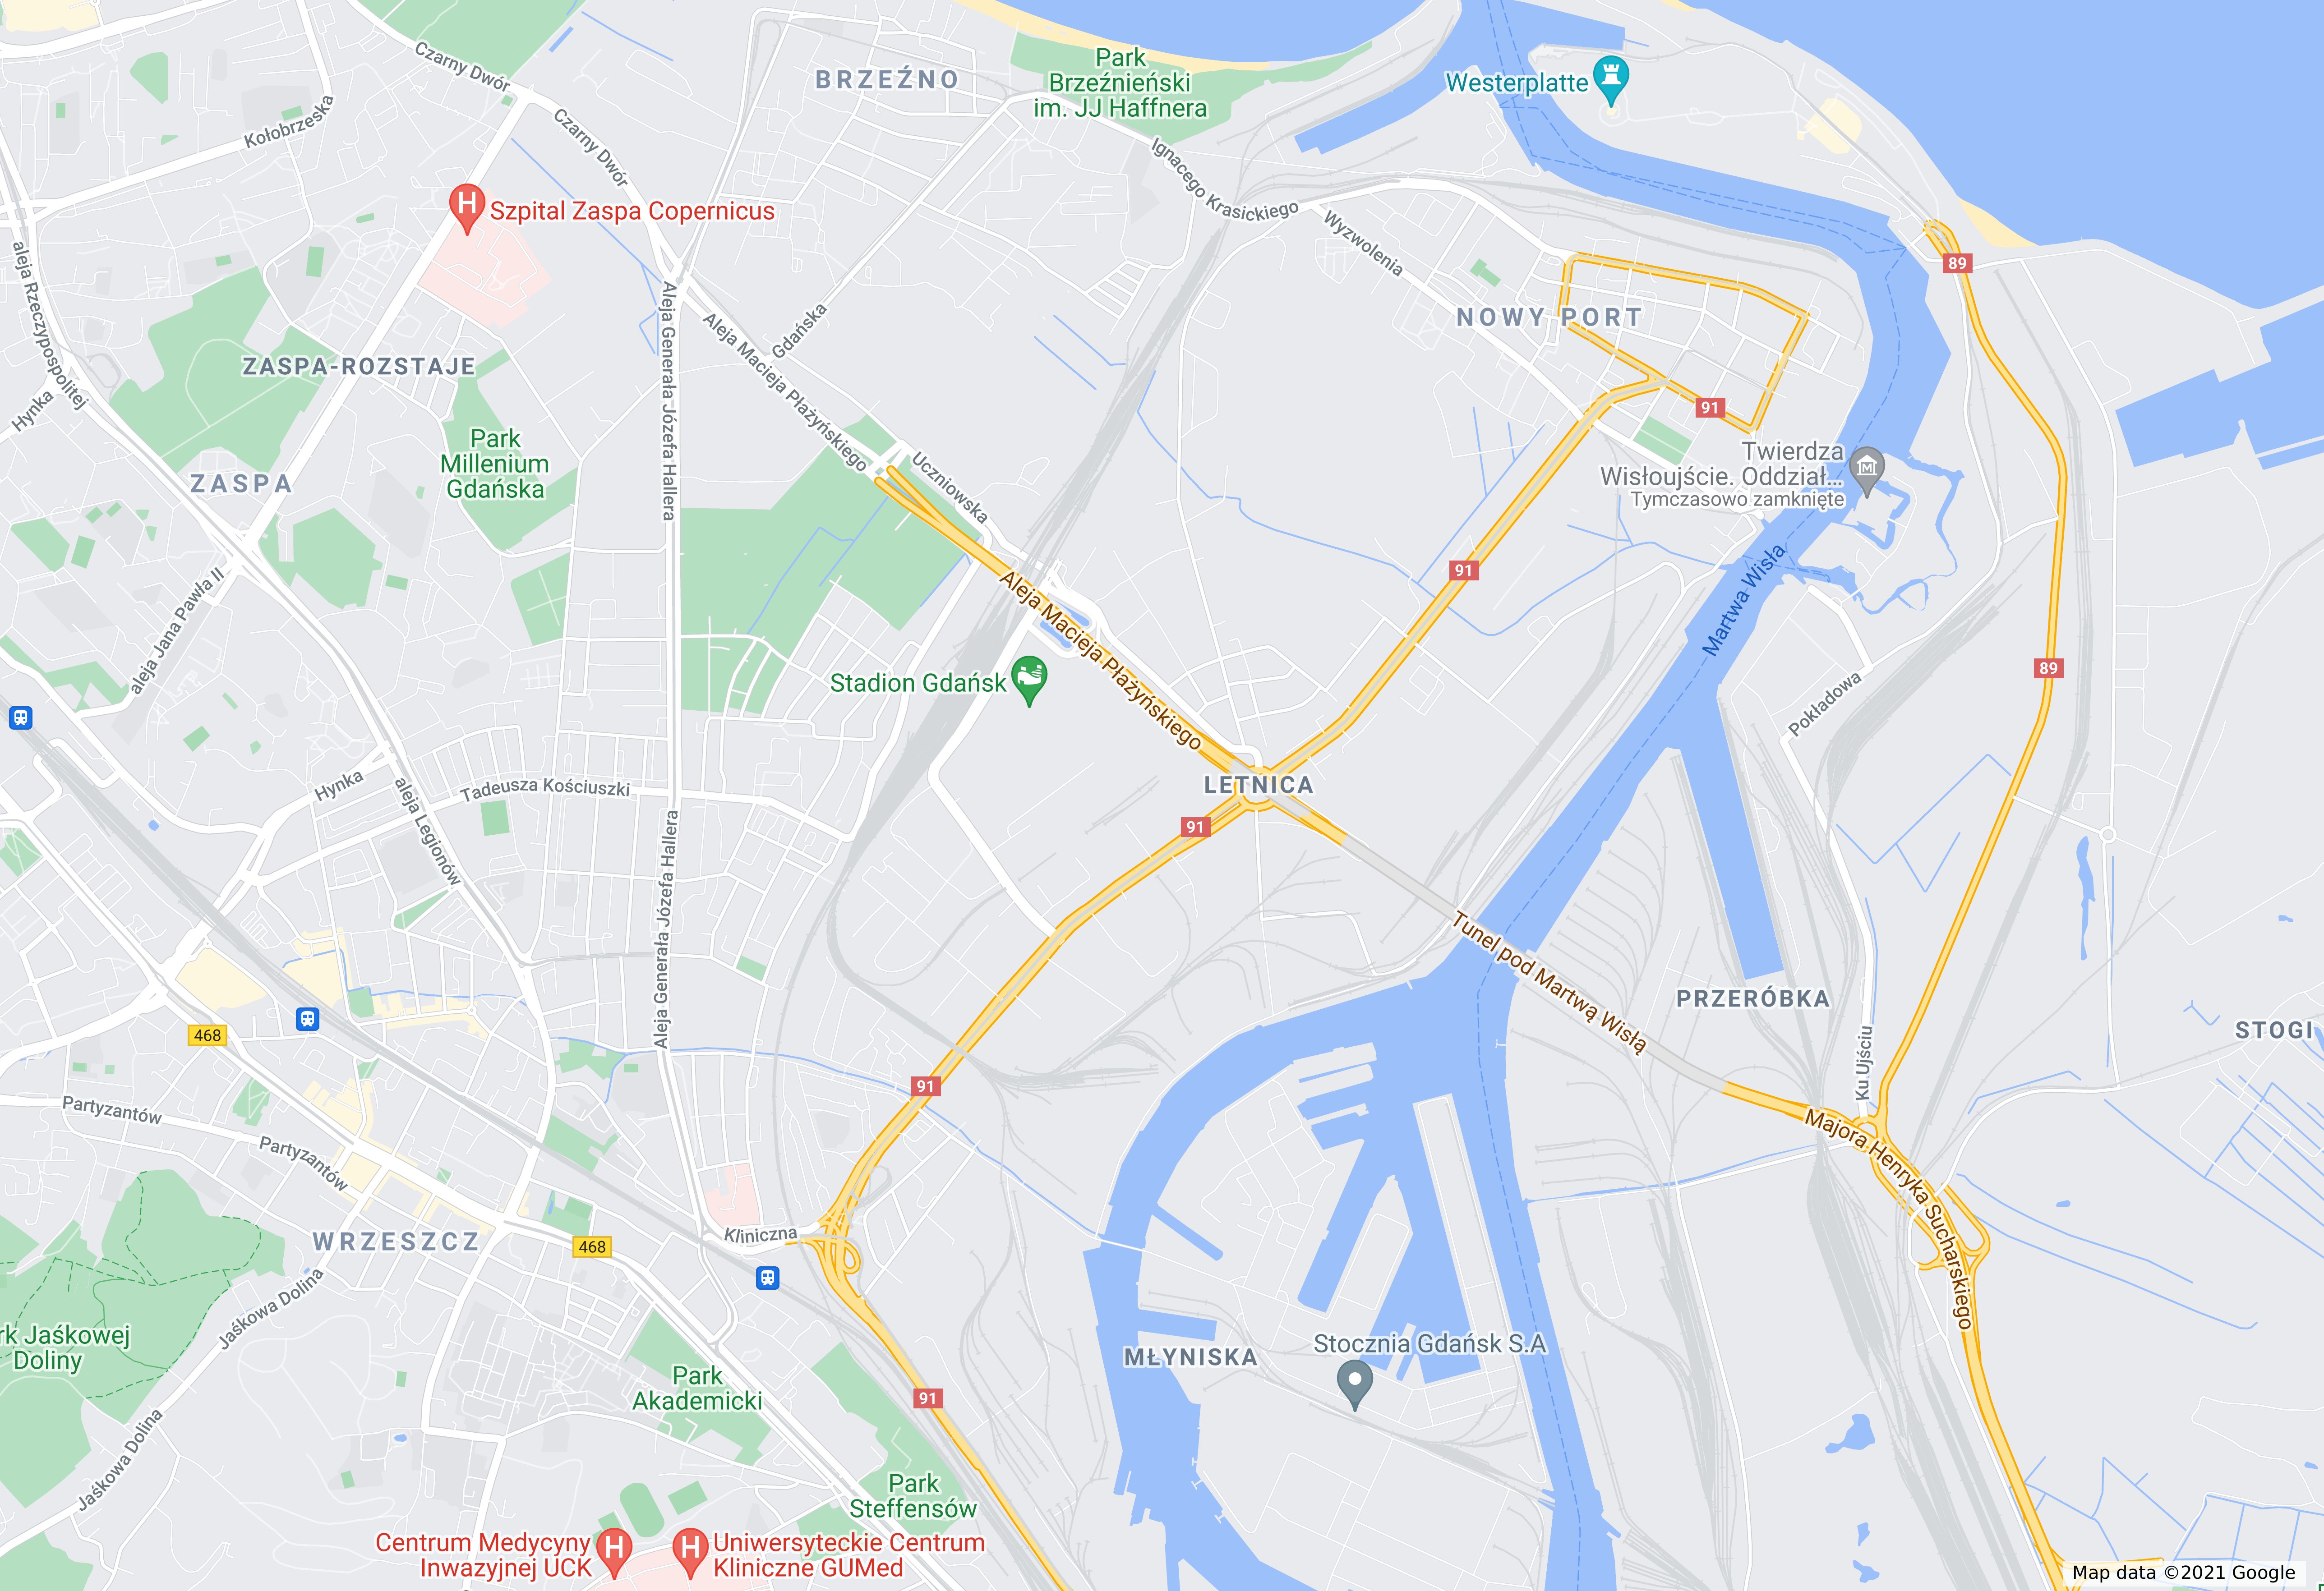 Czarny Dwór
BRZEŹNO
Park
Brzeźnieński
im. JJ Haffnera
Westerplatte
Kołobrzeska
Czarny Dwór
Ignacego Krasickiego
Szpital Zaspa Copernicus
Wyzwolenia
89
aleja Rzeczypospolitej
Aleja Generała Józefa Hallera
Aleja Macieja Płażyńskiego
Gdańska
NOWY PORT
ZASPA-ROZSTAJE
Hynka
91
Park
Millenium
Gdańska
Uczniowska
Twierdza
Wisłoujście. Oddział...
Tymczasowo zamknięte
ZASPA
91
Martwa Wisła
aleja Jana Pawła II
Aleja Macieja Płażyńskiego
Stadion Gdańsk
89
Pokładowa
Hynka
Tadeusza Kościuszki
LETNICA
aleja Legionów
91
Aleja Generała Józefa Hallera
Tunel pod Martwą Wisłą
PRZERÓBKA
STOGI
468
Ku Ujściu
91
Partyzantów
Partyzantów
Majora Henryka Sucharskiego
WRZESZCZ
468
Kliniczna
Jaśkowa Dolina
rk Jaśkowej
Doliny
MŁYNISKA
Stocznia Gdańsk S.A
Park
Akademicki
91
Jaśkowa Dolina
Park
Steffensów
Centrum Medycyny
Inwazyjnej UCK
Uniwersyteckie Centrum
Kliniczne GUMed
Map data ©2021 Google